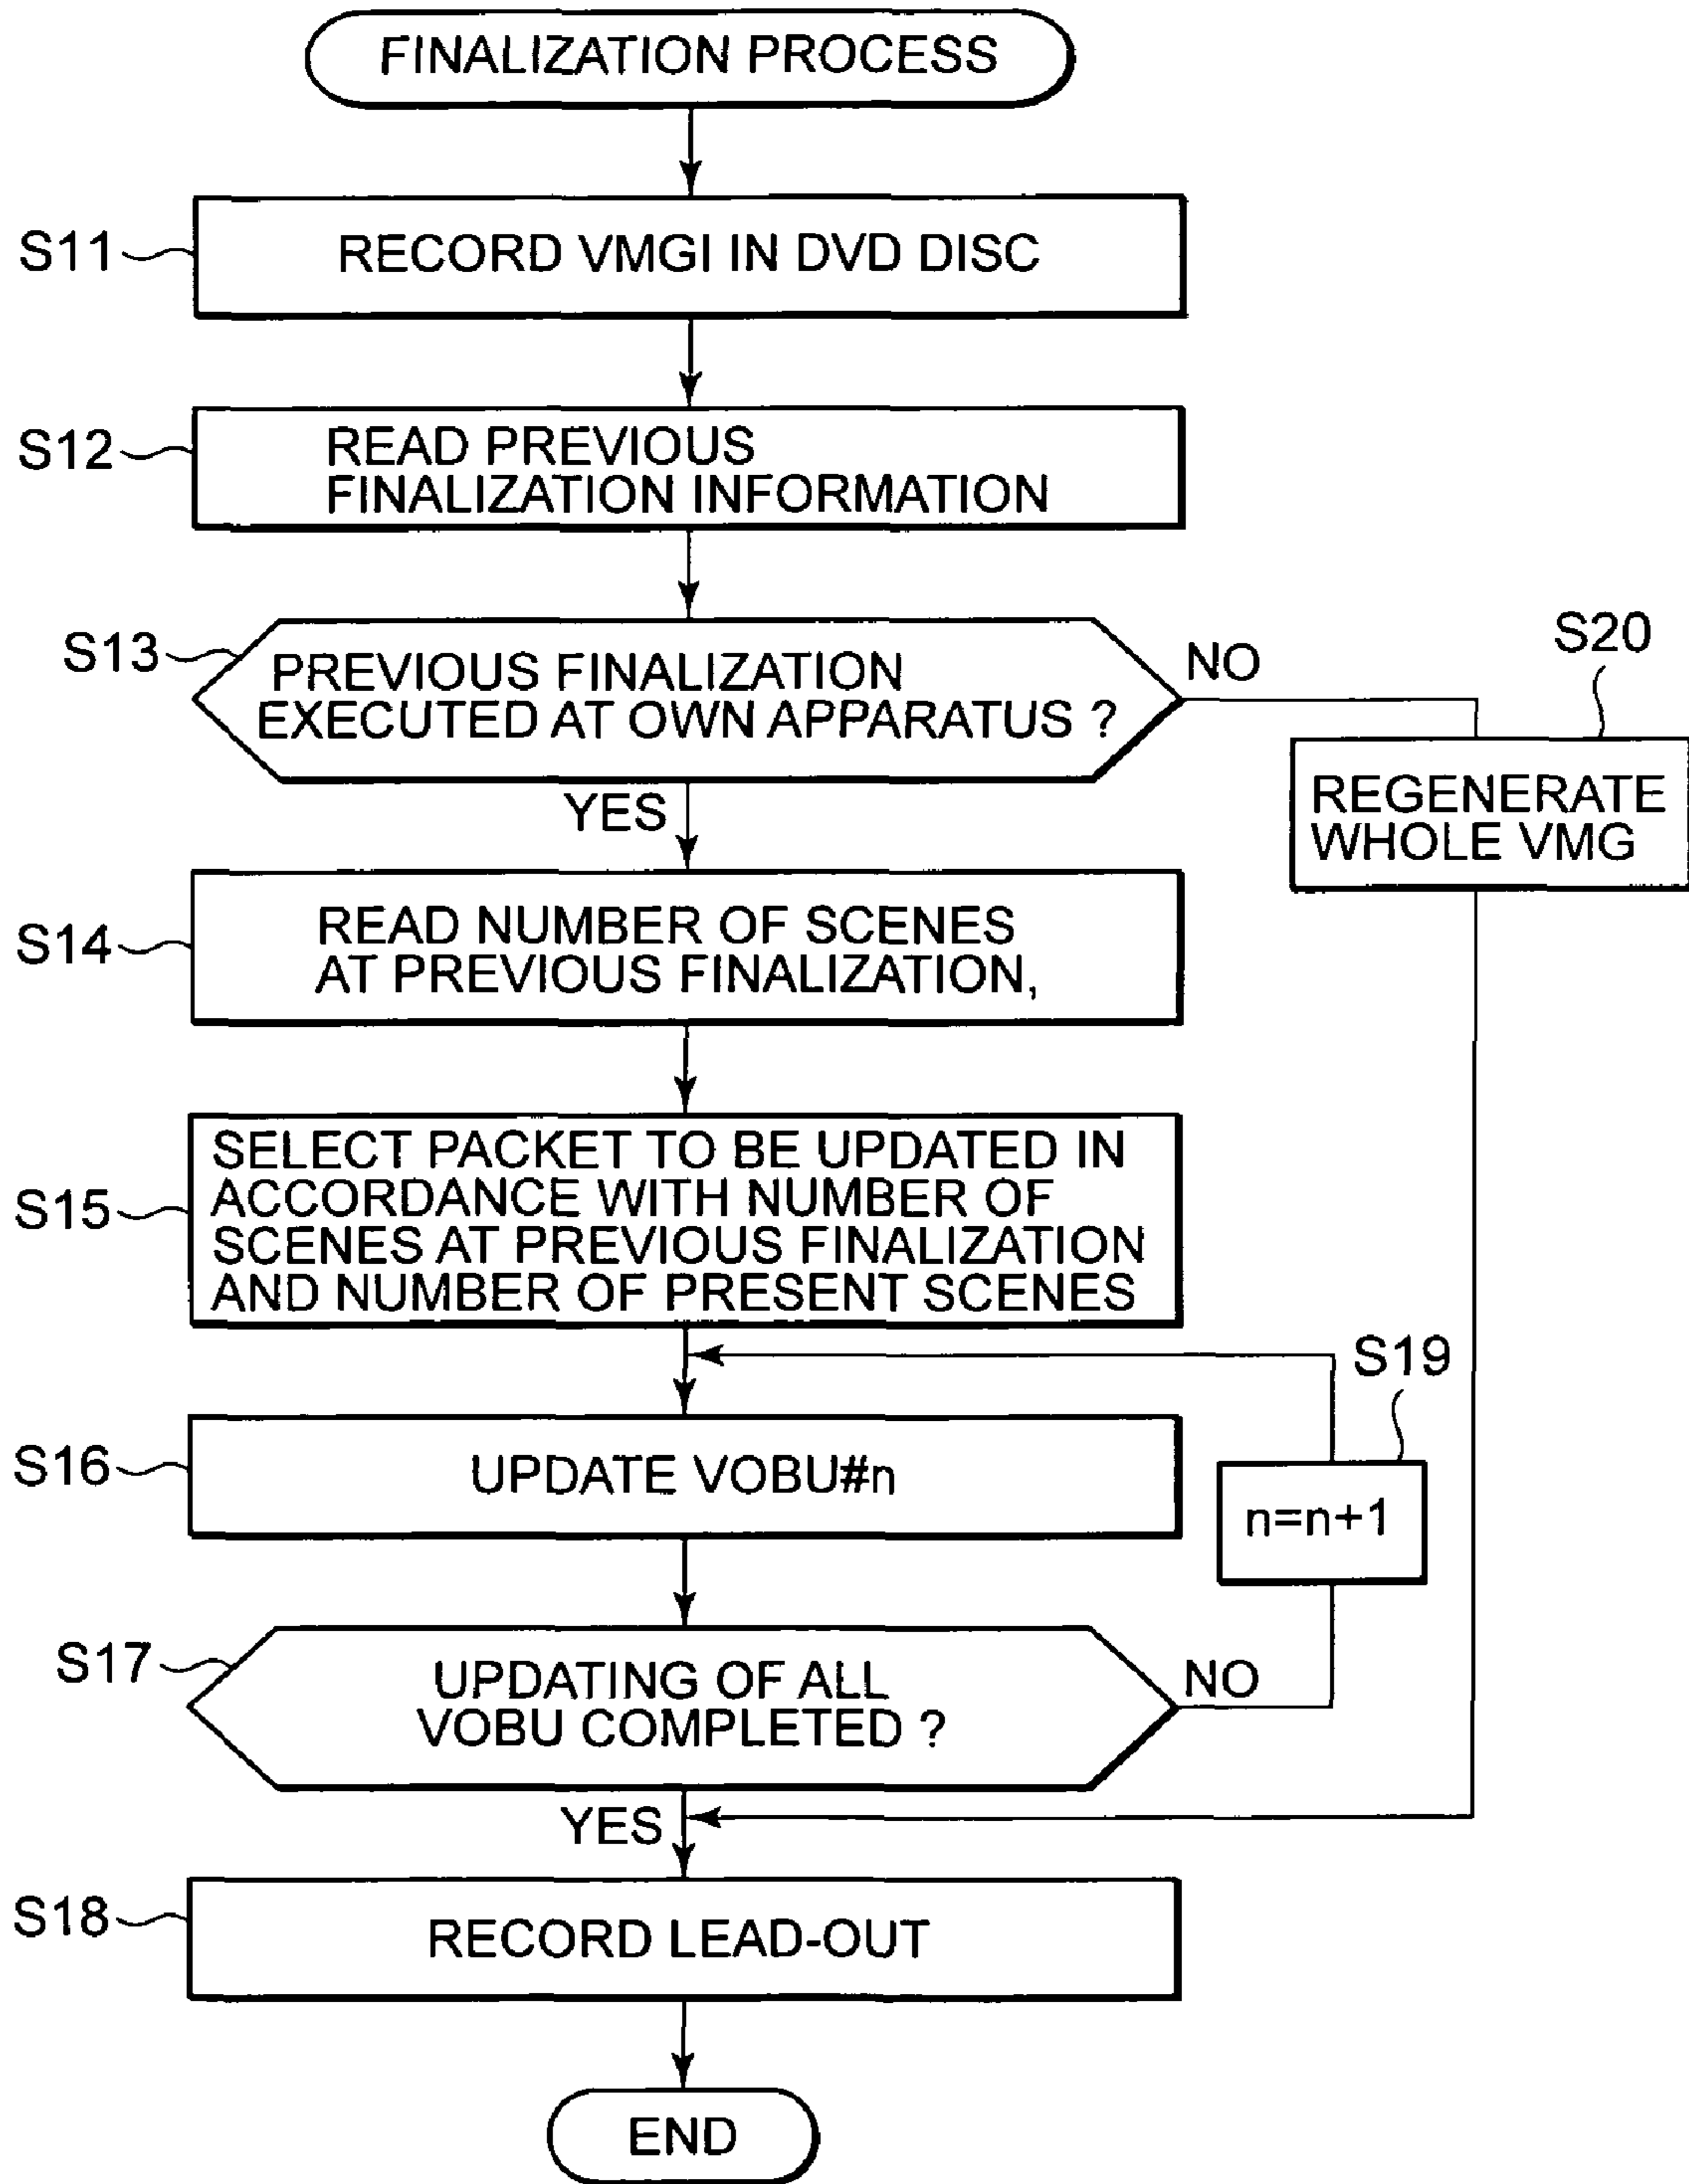 FINALIZATION PROCESS
S11
RECORD VMGI IN DVD DISC
S12
READ PREVIOUS
FINALIZATION INFORMATION
S13
PREVIOUS FINALIZATION
EXECUTED AT OWN APPARATUS ?
NO
S20
REGENERATE
WHOLE VMG
YES
S14
READ NUMBER OF SCENES
AT PREVIOUS FINALIZATION,
S15
SELECT PACKET TO BE UPDATED IN
ACCORDANCE WITH NUMBER OF
SCENES AT PREVIOUS FINALIZATION
AND NUMBER OF PRESENT SCENES
S19
S16
UPDATE VOBU#n
n=n+1
S17
UPDATING OF ALL
VOBU COMPLETED ?
NO
YES
S18
RECORD LEAD-OUT
END